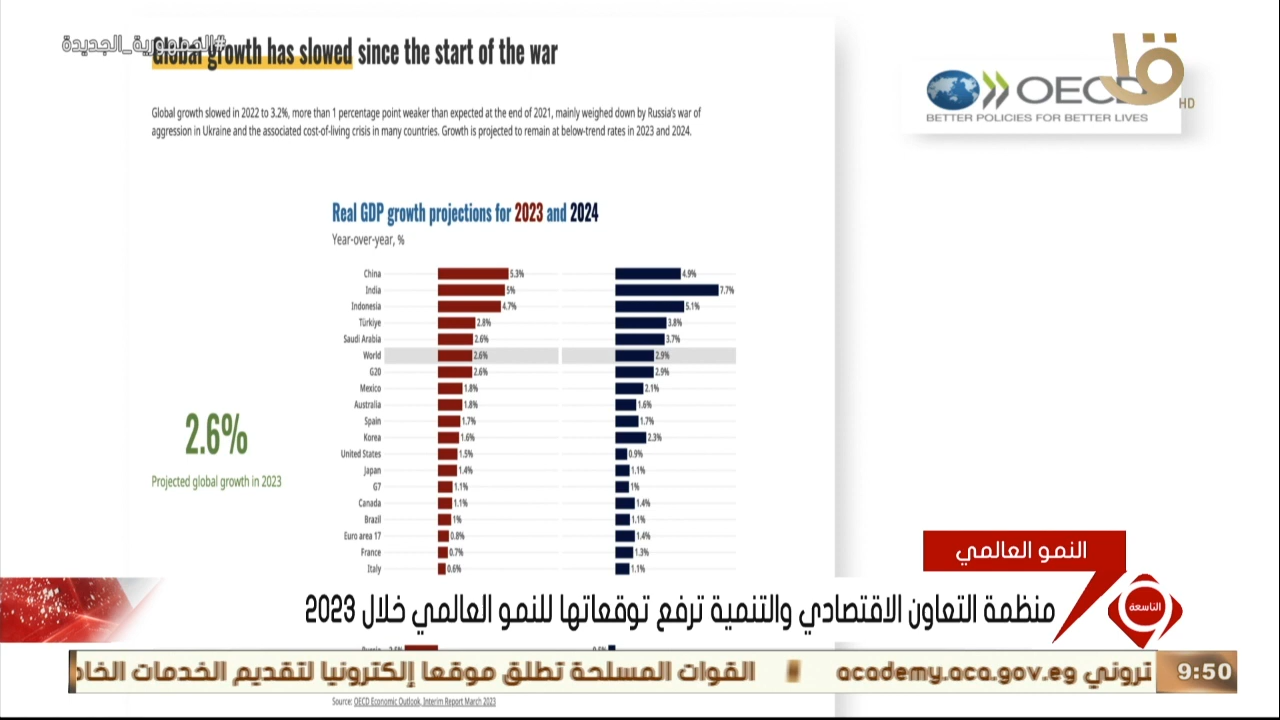 #الجمهورية_الجديدة
Global growth has slowed since the start of the war
OECD
BETTER POLICIES FOR BETTER LIVES
HD
Global growth slowed in 2022 to 3.2%, more than 1 percentage point weaker than expected at the end of 2021, mainly weighed down by Russia's war of
aggression in Ukraine and the associated cost-of-living crisis in many countries. Growth is projected to remain at below-trend rates in 2023 and 2024.
Real GDP growth projections for 2023 and 2024
Year-over-year, %
China 5.3% 4.9%
India 5% 7.7%
Indonesia 4.7% 5.1%
Türkiye 2.8% 3.8%
Saudi Arabia 2.6% 3.7%
World 2.6% 2.9%
G20 2.6% 2.9%
Mexico 1.8% 2.1%
Australia 1.8% 1.6%
Spain 1.7% 1.7%
Korea 1.6% 2.3%
United States 1.5% 0.9%
Japan 1.4% 1.1%
G7 1.1% 1%
Canada 1.1% 1.4%
Brazil 1% 1.1%
Euro area 17 0.8% 1.4%
France 0.7% 1.3%
Italy 0.6% 1.1%
2.6%
Projected global growth in 2023
النمو العالمي
التاسعة
منظمة التعاون الاقتصادي والتنمية ترفع توقعاتها للنمو العالمي خلال 2023
تروني academy.aca.gov.eg القوات المسلحة تطلق موقعها إلكترونيا لتقديم الخدمات الخا
9:50
Source: OECD Economic Outlook, Interim Report March 2023